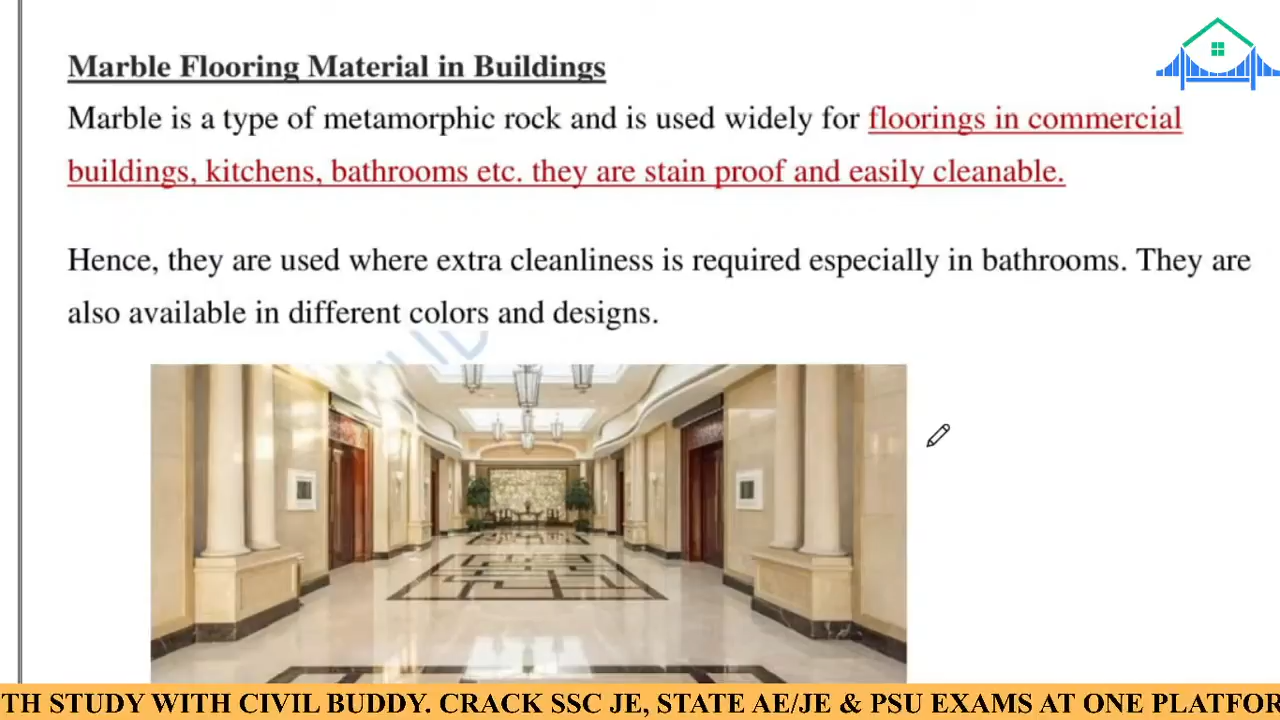 Marble Flooring Material in Buildings
Marble is a type of metamorphic rock and is used widely for floorings in commercial
buildings, kitchens, bathrooms etc. they are stain proof and easily cleanable.
Hence, they are used where extra cleanliness is required especially in bathrooms. They are
also available in different colors and designs.
TH STUDY WITH CIVIL BUDDY. CRACK SSC JE, STATE AE/JE & PSU EXAMS AT ONE PLATFOR